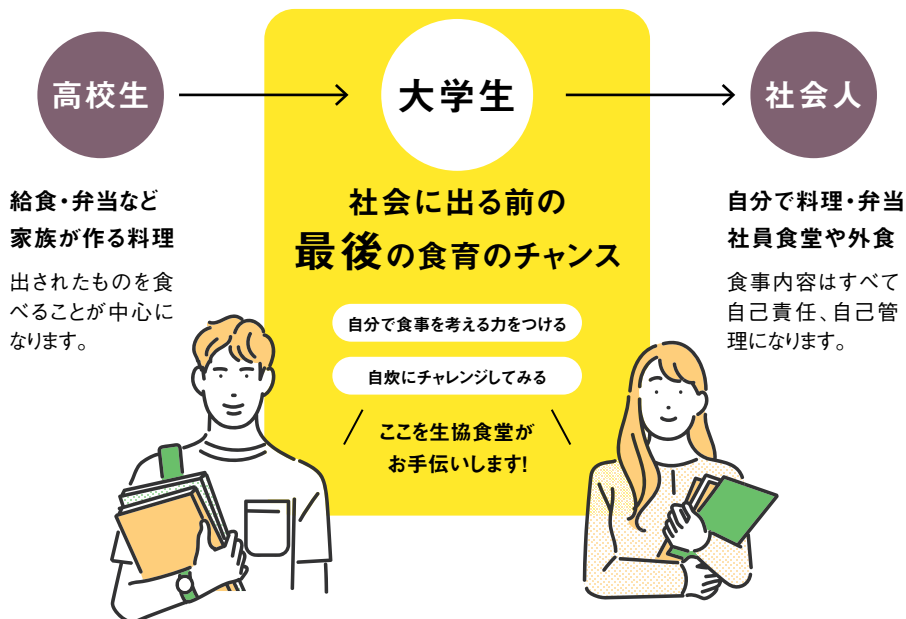 高校生
給食・弁当など
家族が作る料理
出されたものを食
べることが中心に
なります。
大学生
社会に出る前の
最後の食育のチャンス
自分で食事を考える力をつける
自炊にチャレンジしてみる
ここを生協食堂が
お手伝いします!
社会人
自分で料理・弁当
社員食堂や外食
食事内容はすべて
自己責任、自己管
理になります。